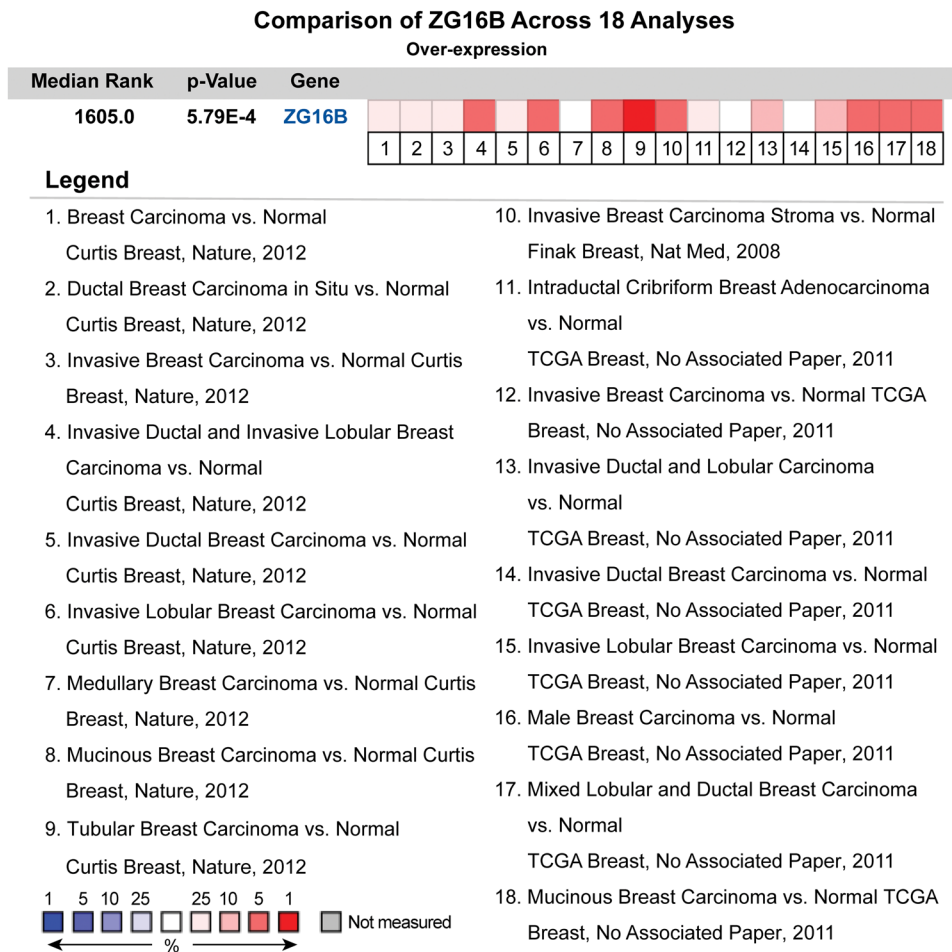 Comparison of ZG16B Across 18 Analyses
Over-expression
Median Rank p-Value Gene
1605.0 5.79E-4 ZG16B
1 2 3 4 5 6 7 8 9 10 11 12 13 14 15 16 17 18
Legend
1. Breast Carcinoma vs. Normal
Curtis Breast, Nature, 2012
2. Ductal Breast Carcinoma in Situ vs. Normal
Curtis Breast, Nature, 2012
3. Invasive Breast Carcinoma vs. Normal Curtis
Breast, Nature, 2012
4. Invasive Ductal and Invasive Lobular Breast
Carcinoma vs. Normal
Curtis Breast, Nature, 2012
5. Invasive Ductal Breast Carcinoma vs. Normal
Curtis Breast, Nature, 2012
6. Invasive Lobular Breast Carcinoma vs. Normal
Curtis Breast, Nature, 2012
7. Medullary Breast Carcinoma vs. Normal Curtis
Breast, Nature, 2012
8. Mucinous Breast Carcinoma vs. Normal Curtis
Breast, Nature, 2012
9. Tubular Breast Carcinoma vs. Normal
Curtis Breast, Nature, 2012
10. Invasive Breast Carcinoma Stroma vs. Normal
Finak Breast, Nat Med, 2008
11. Intraductal Cribriform Breast Adenocarcinoma
vs. Normal
TCGA Breast, No Associated Paper, 2011
12. Invasive Breast Carcinoma vs. Normal TCGA
Breast, No Associated Paper, 2011
13. Invasive Ductal and Lobular Carcinoma
vs. Normal
TCGA Breast, No Associated Paper, 2011
14. Invasive Ductal Breast Carcinoma vs. Normal
TCGA Breast, No Associated Paper, 2011
15. Invasive Lobular Breast Carcinoma vs. Normal
TCGA Breast, No Associated Paper, 2011
16. Male Breast Carcinoma vs. Normal
TCGA Breast, No Associated Paper, 2011
17. Mixed Lobular and Ductal Breast Carcinoma
vs. Normal
TCGA Breast, No Associated Paper, 2011
18. Mucinous Breast Carcinoma vs. Normal TCGA
Breast, No Associated Paper, 2011
1 5 10 25 25 10 5 1
Not measured
%